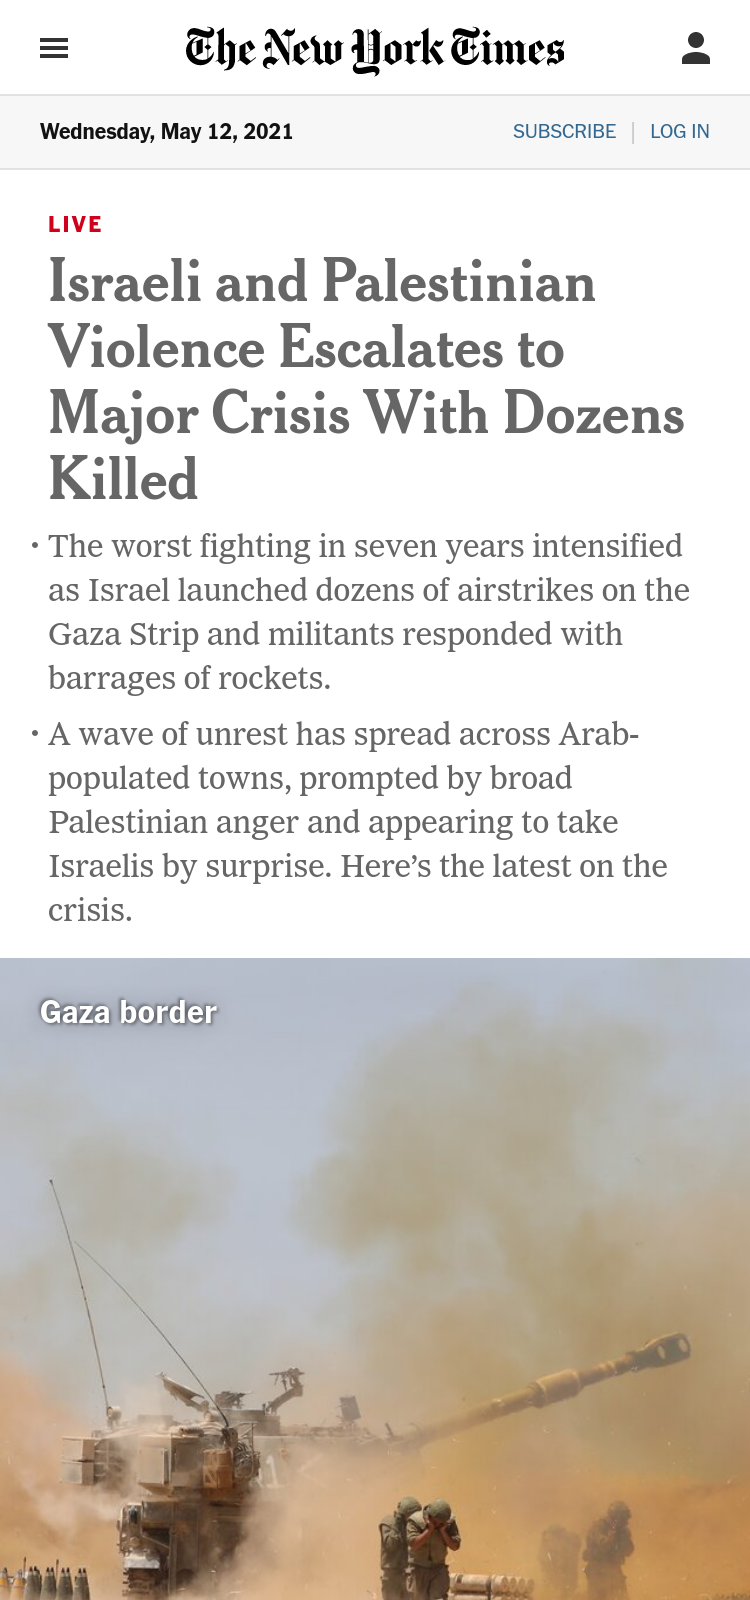 The New York Times
Wednesday, May 12, 2021
SUBSCRIBE | LOG IN
LIVE
Israeli and Palestinian
Violence Escalates to
Major Crisis With Dozens
Killed
• The worst fighting in seven years intensified
as Israel launched dozens of airstrikes on the
Gaza Strip and militants responded with
barrages of rockets.
• A wave of unrest has spread across Arab-
populated towns, prompted by broad
Palestinian anger and appearing to take
Israelis by surprise. Here’s the latest on the
crisis.
Gaza border